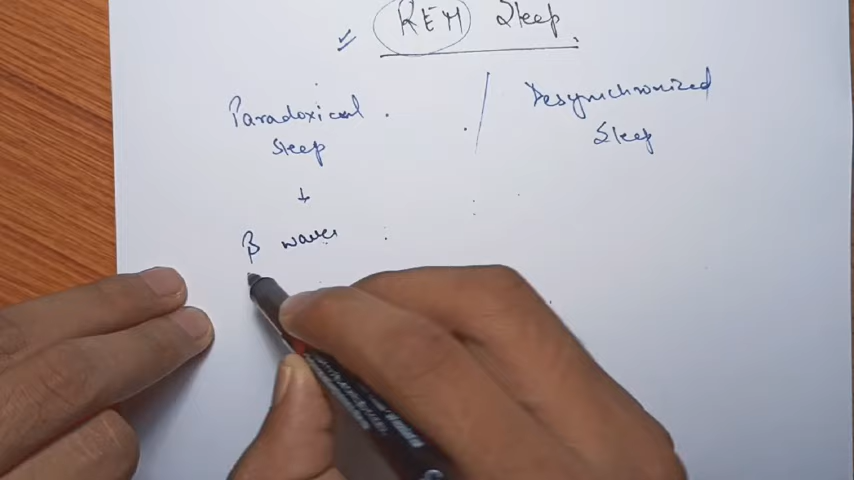 REM Sleep
Paradoxical / Desynchronized
sleep Sleep
↓
β waves